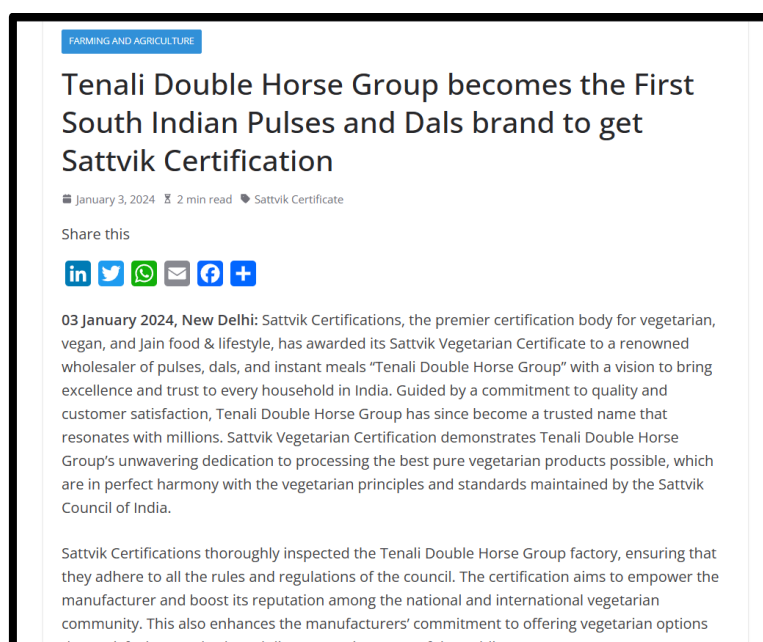 FARMING AND AGRICULTURE
Tenali Double Horse Group becomes the First
South Indian Pulses and Dals brand to get
Sattvik Certification
January 3, 2024 2 min read Sattvik Certificate
Share this
03 January 2024, New Delhi: Sattvik Certifications, the premier certification body for vegetarian,
vegan, and Jain food & lifestyle, has awarded its Sattvik Vegetarian Certificate to a renowned
wholesaler of pulses, dals, and instant meals “Tenali Double Horse Group” with a vision to bring
excellence and trust to every household in India. Guided by a commitment to quality and
customer satisfaction, Tenali Double Horse Group has since become a trusted name that
resonates with millions. Sattvik Vegetarian Certification demonstrates Tenali Double Horse
Group’s unwavering dedication to processing the best pure vegetarian products possible, which
are in perfect harmony with the vegetarian principles and standards maintained by the Sattvik
Council of India.
Sattvik Certifications thoroughly inspected the Tenali Double Horse Group factory, ensuring that
they adhere to all the rules and regulations of the council. The certification aims to empower the
manufacturer and boost its reputation among the national and international vegetarian
community. This also enhances the manufacturers’ commitment to offering vegetarian options